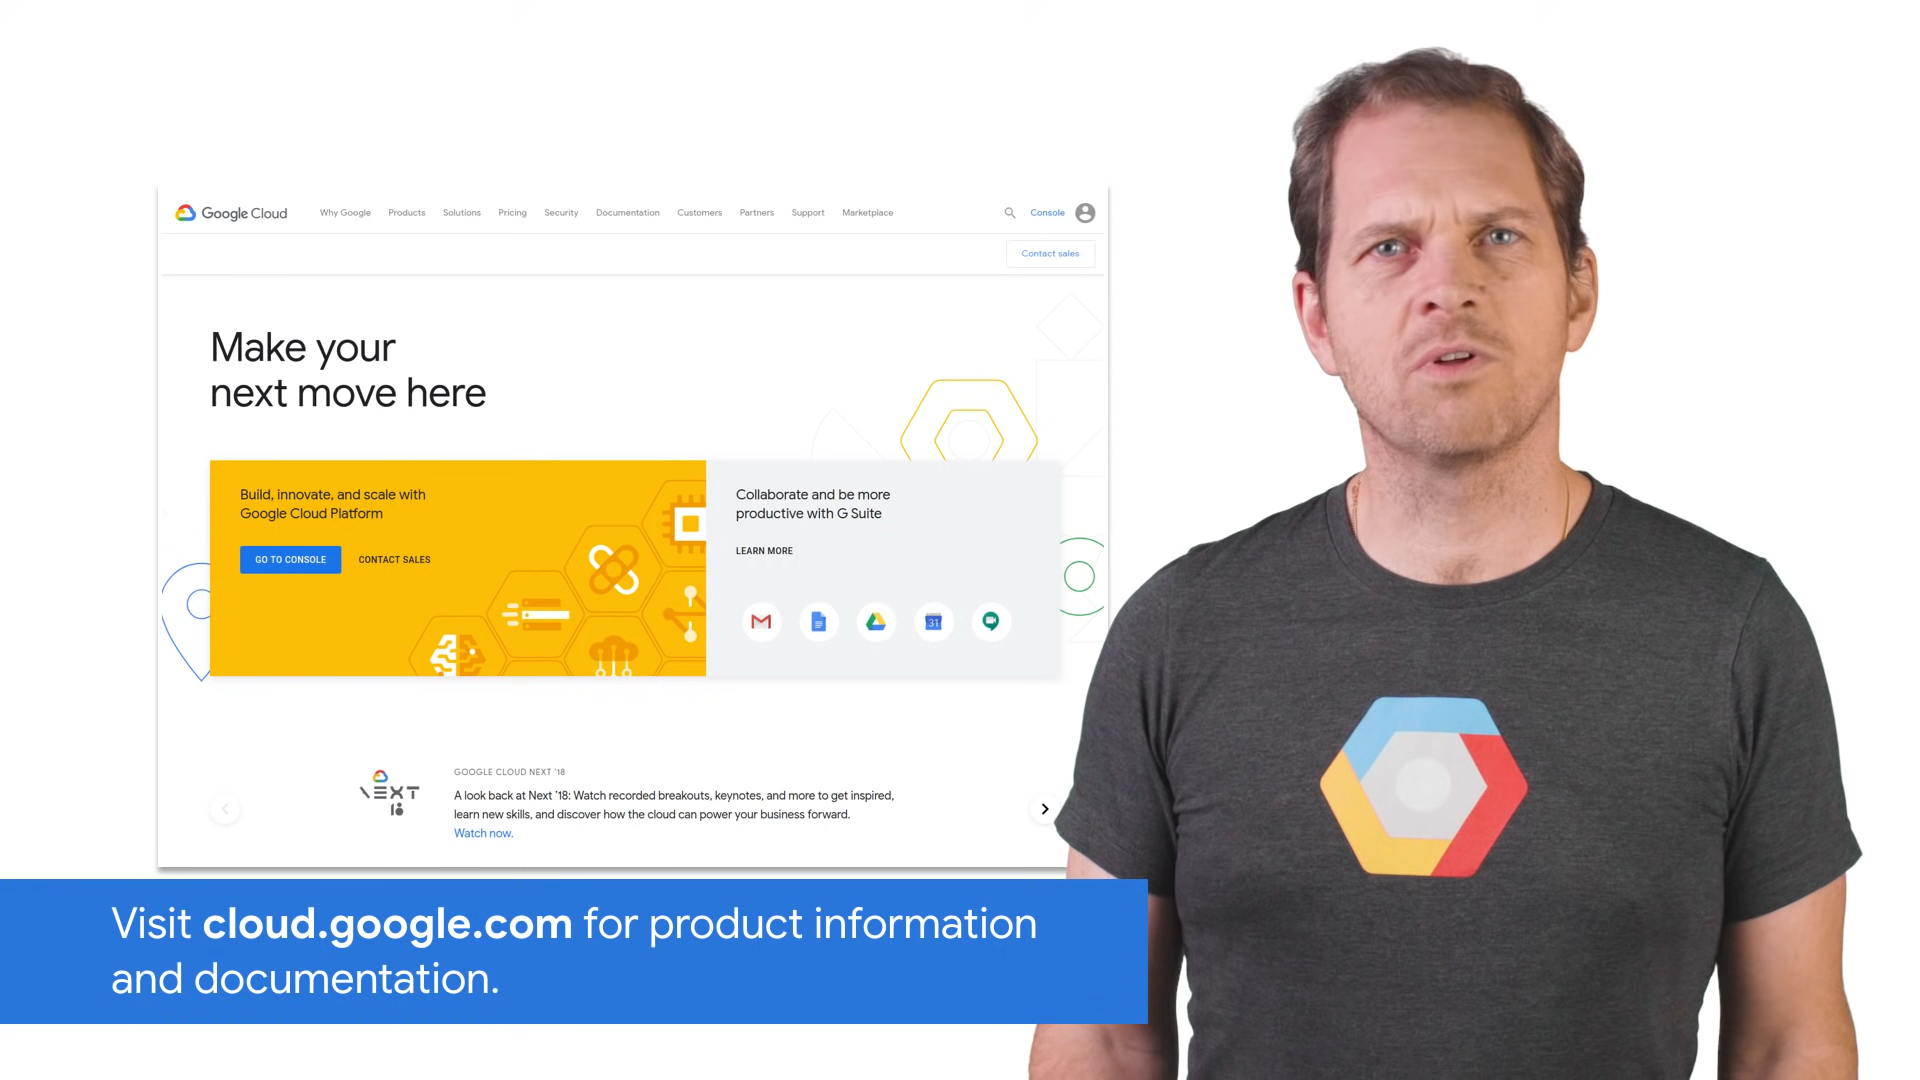 Google Cloud
Why Google Products Solutions Pricing Security Documentation Customers Partners Support Marketplace
Console
Contact sales
Make your
next move here
Build, innovate, and scale with
Google Cloud Platform
GO TO CONSOLE CONTACT SALES
Collaborate and be more
productive with G Suite
LEARN MORE
31
NEXT
18
GOOGLE CLOUD NEXT '18
A look back at Next '18: Watch recorded breakouts, keynotes, and more to get inspired,
learn new skills, and discover how the cloud can power your business forward.
Watch now.
Visit cloud.google.com for product information
and documentation.